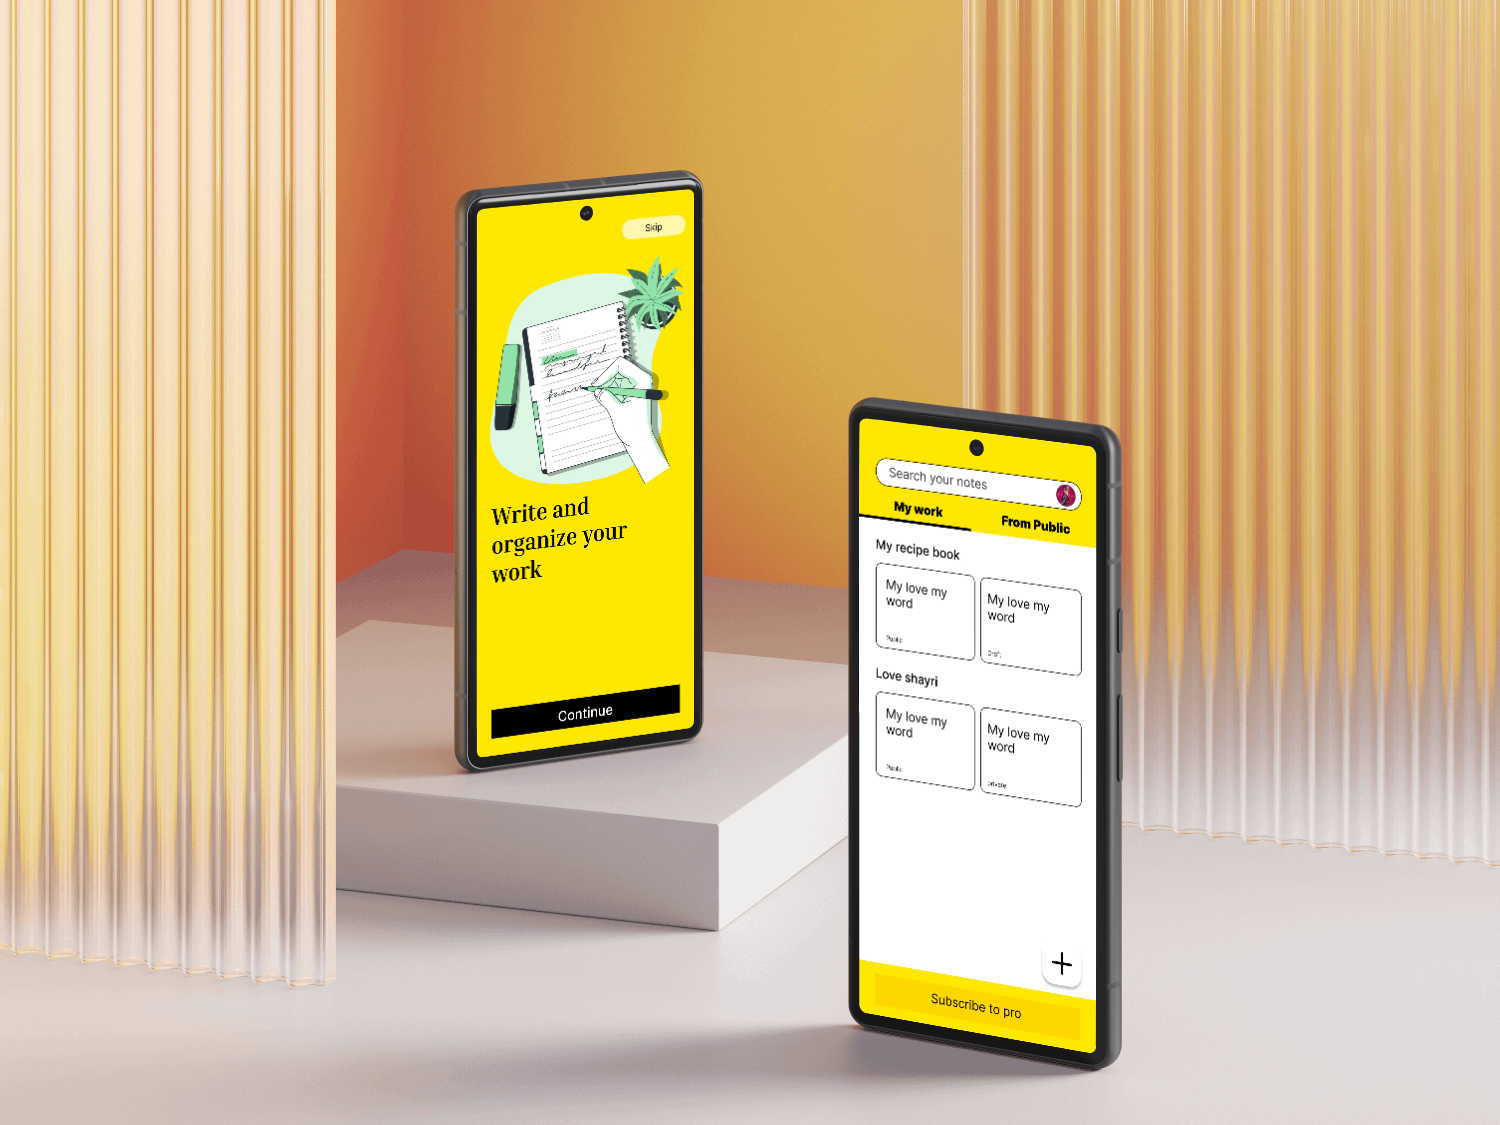 Skip
Write and
organize your
work
Continue
Search your notes
My work
From Public
My recipe book
My love my
word
Public
My love my
word
Draft
Love shayri
My love my
word
Public
My love my
word
private
Subscribe to pro